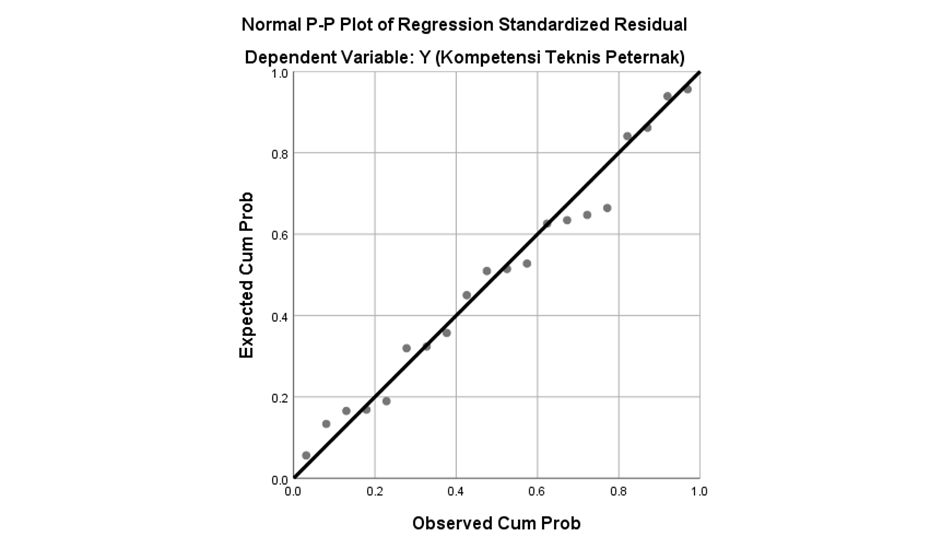 Normal P-P Plot of Regression Standardized Residual
Dependent Variable: Y (Kompetensi Teknis Peternak)
Expected Cum Prob
1.0
0.8
0.6
0.4
0.2
0.0
0.0 0.2 0.4 0.6 0.8 1.0
Observed Cum Prob